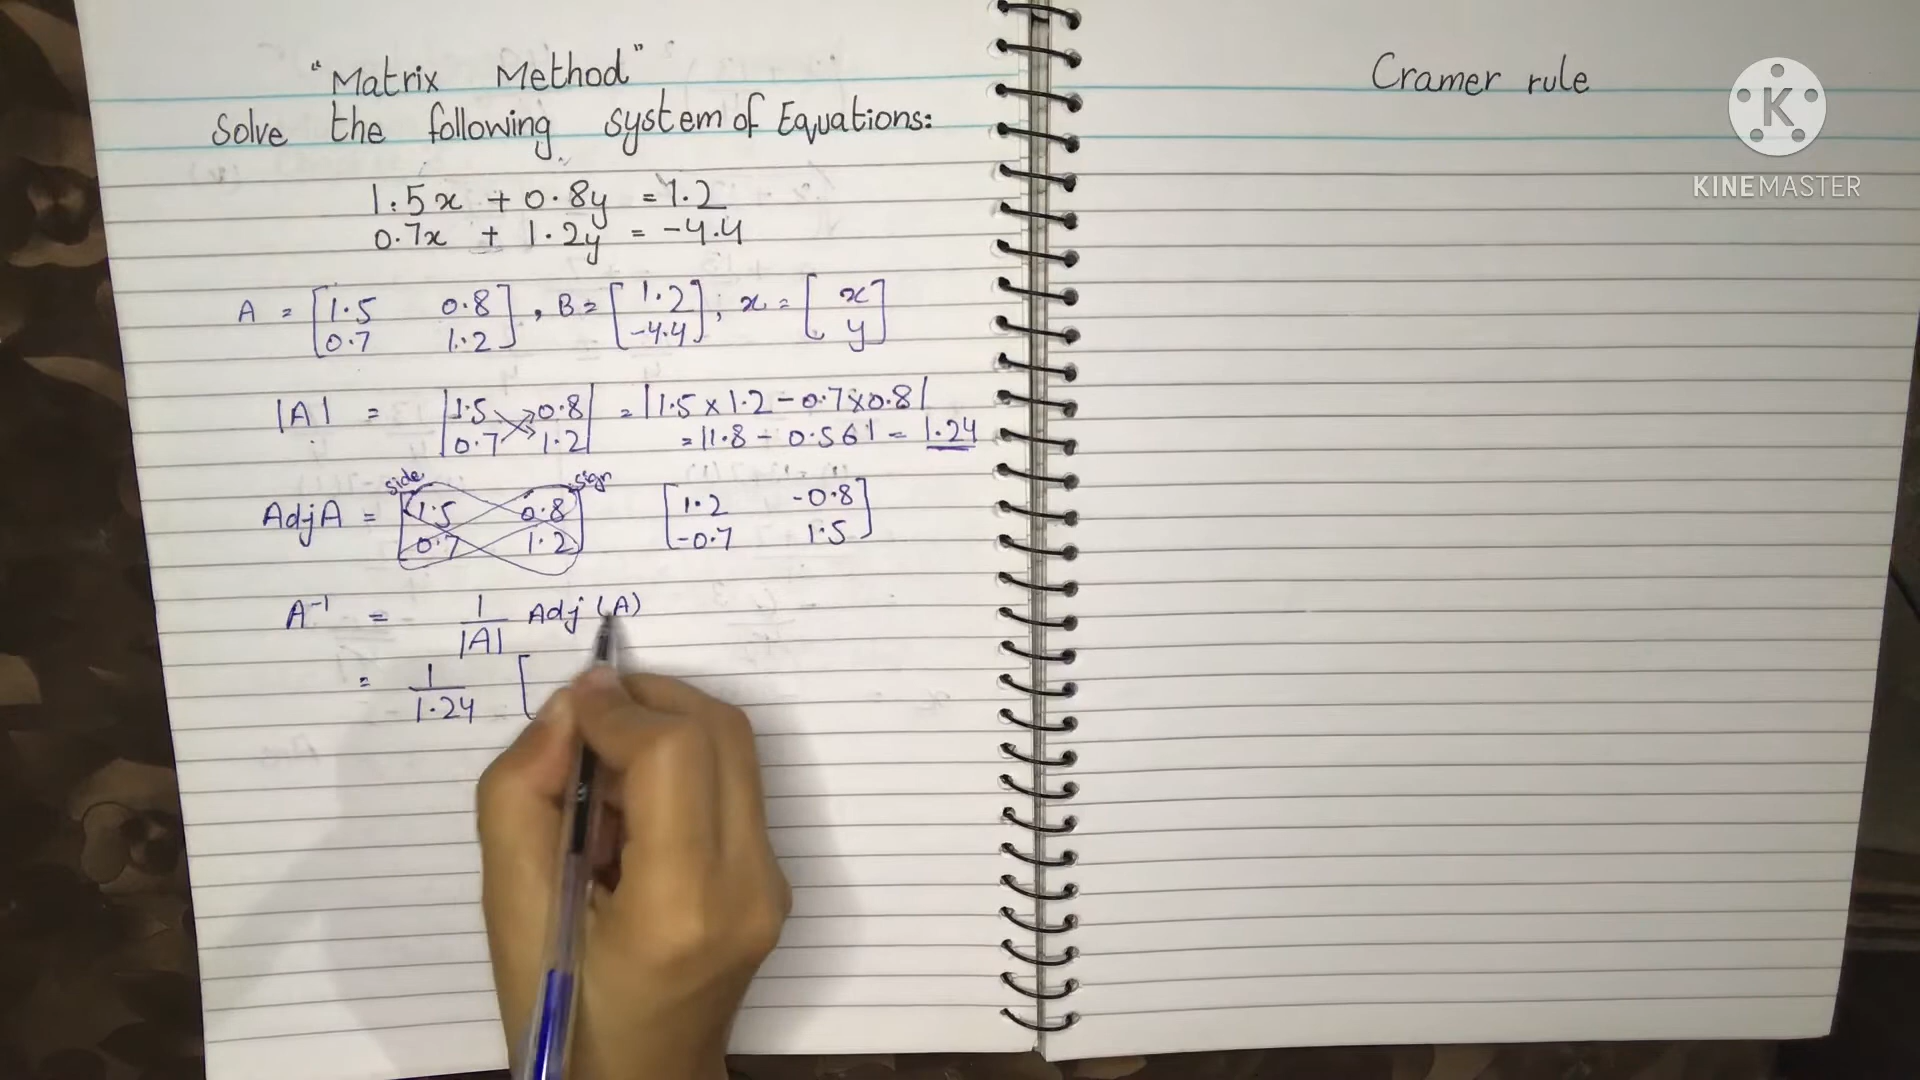 "Matrix Method"
Solve the following system of Equations:
1.5x + 0.8y = 1.2
0.7x + 1.2y = -4.4
A = [1.5 0.8], B = [1.2]; x = [x]
0.7 1.2 -4.4 y
|A| = |1.5 0.8| = |1.5 x 1.2 - 0.7 x 0.8|
0.7 1.2 = |1.8 - 0.56| = 1.24
side sign
AdjA = [1.5 0.8] [1.2 -0.8]
0.7 1.2 -0.7 1.5
A⁻¹ = 1/|A| Adj (A)
= 1/1.24 [
Cramer rule
K
KINEMASTER